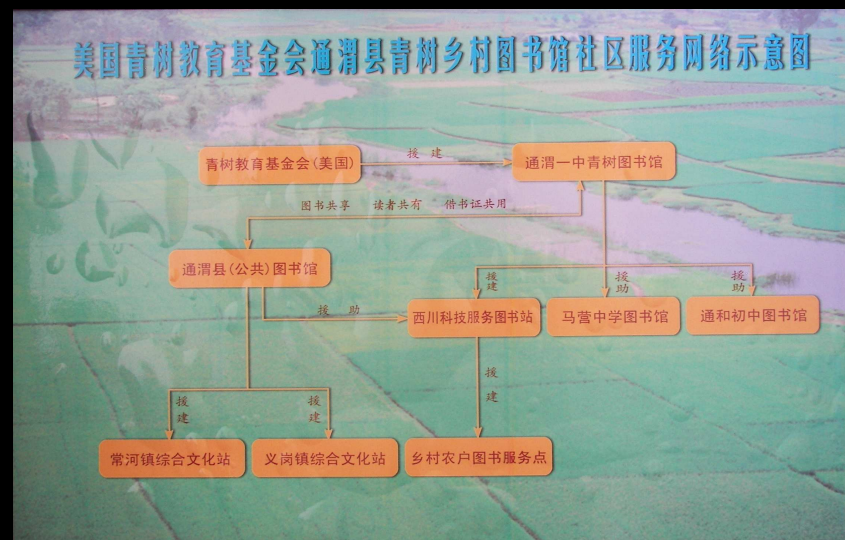 美国青树教育基金会通渭县青树乡村图书馆社区服务网络示意图
青树教育基金会(美国)
援 建
通渭一中青树图书馆
图书共享 读者共有 借书证共用
通渭县(公共)图书馆
援建
援助
援助
援 助
西川科技服务图书站
马营中学图书馆
通和初中图书馆
援建
援建
援建
常河镇综合文化站
义岗镇综合文化站
乡村农户图书服务点